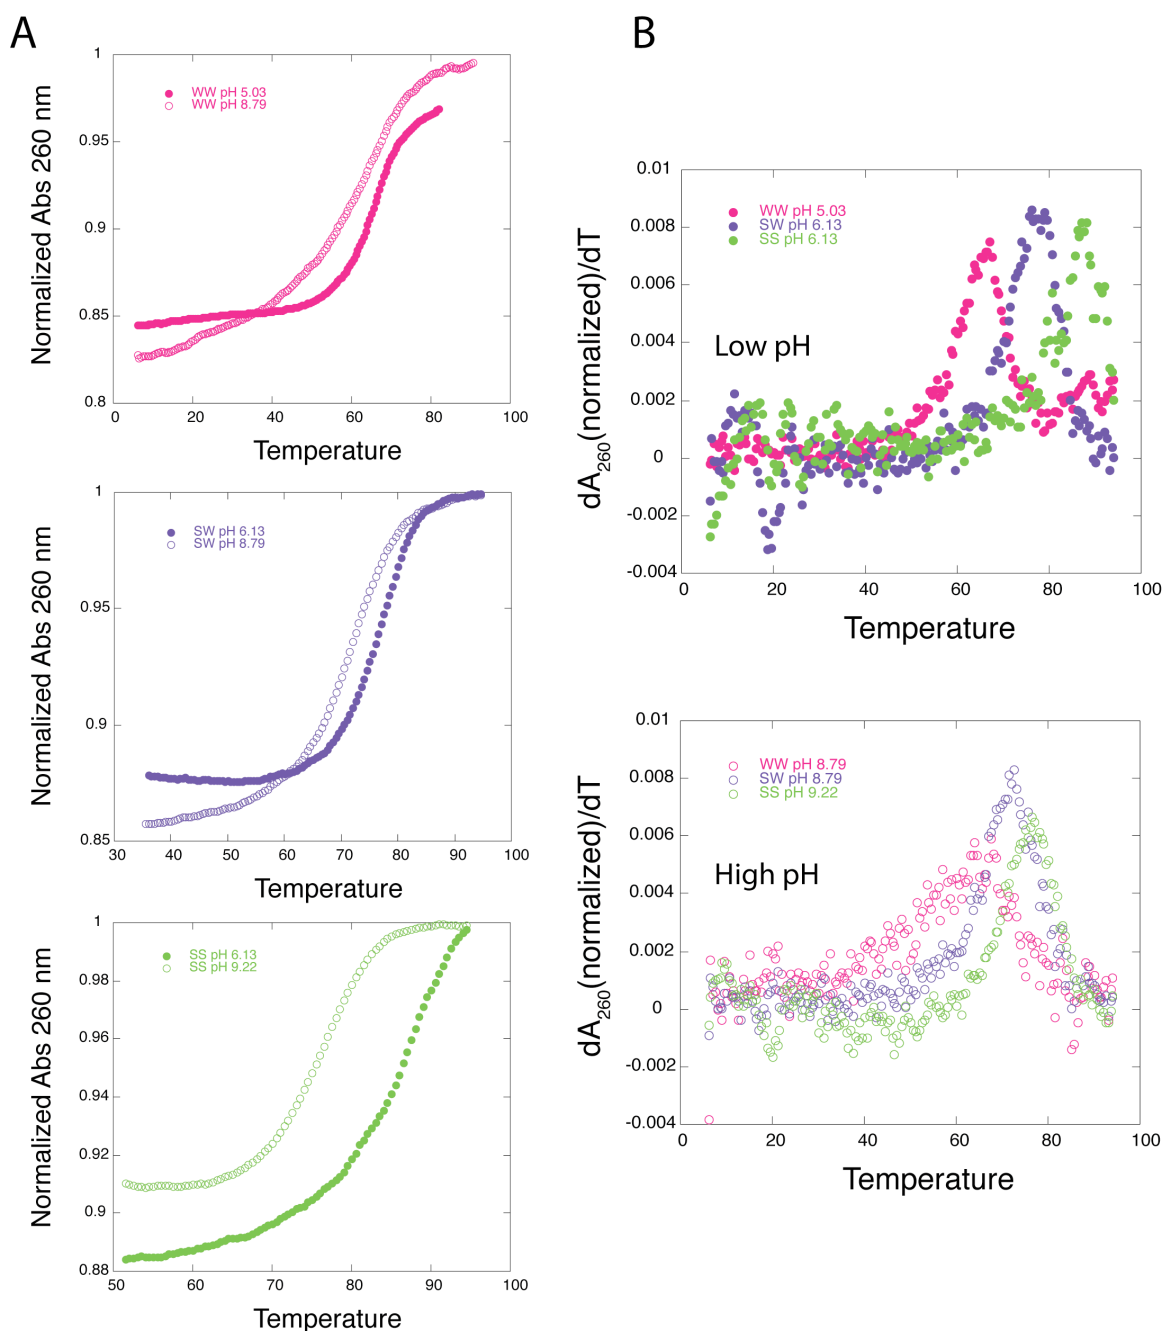 A
B
1
0.95
0.9
0.85
0.8
0
20
40
60
80
100
WW pH 5.03
WW pH 8.79
Normalized Abs 260 nm
Temperature
1
0.95
0.9
0.85
30
40
50
60
70
80
90
100
SW pH 6.13
SW pH 8.79
Normalized Abs 260 nm
Temperature
1
0.98
0.96
0.94
0.92
0.9
0.88
50
60
70
80
90
100
SS pH 6.13
SS pH 9.22
Normalized Abs 260 nm
Temperature
0.01
0.008
0.006
0.004
0.002
0
-0.002
-0.004
0
20
40
60
80
100
WW pH 5.03
SW pH 6.13
SS pH 6.13
Low pH
dA260(normalized)/dT
Temperature
0.01
0.008
0.006
0.004
0.002
0
-0.002
-0.004
0
20
40
60
80
100
WW pH 8.79
SW pH 8.79
SS pH 9.22
High pH
dA260(normalized)/dT
Temperature